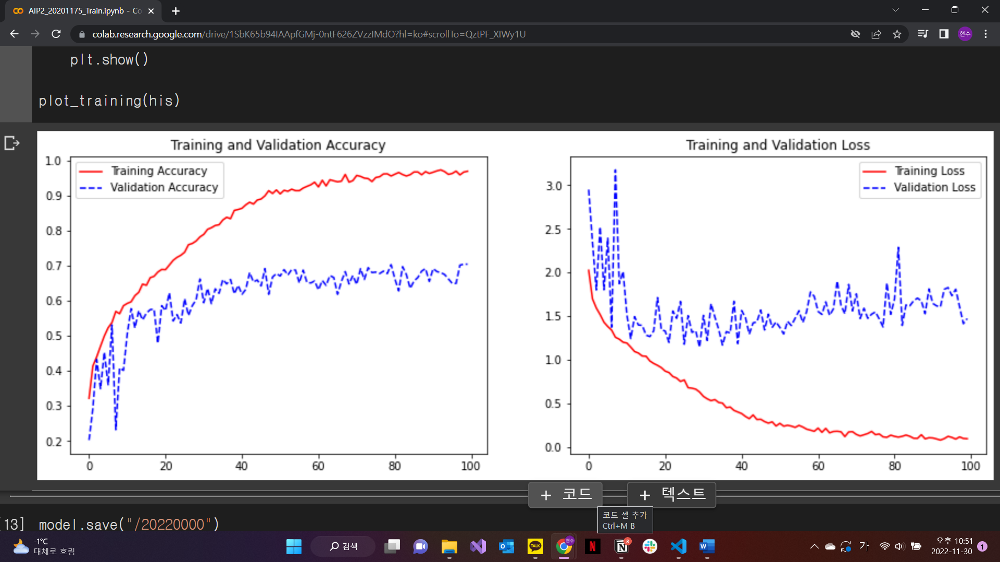 AIP2_20201175_Train.ipynb - Co
colab.research.google.com/drive/1SbK65b94IAApfGMj-0ntF626ZVzzIMdO?hl=ko#scrollTo=QztPF_XIWy1U
현수
plt.show()
plot_training(his)
Training and Validation Accuracy
Training Accuracy
Validation Accuracy
1.0
0.9
0.8
0.7
0.6
0.5
0.4
0.3
0.2
0 20 40 60 80 100
Training and Validation Loss
Training Loss
Validation Loss
3.0
2.5
2.0
1.5
1.0
0.5
0.0
0 20 40 60 80 100
+ 코드
+ 텍스트
코드 셀 추가
Ctrl+M B
[13] model.save("/20220000")
-1°C
대체로 흐림
검색
TALK
현수
N
N
3
W
가
오후 10:51
2022-11-30
1